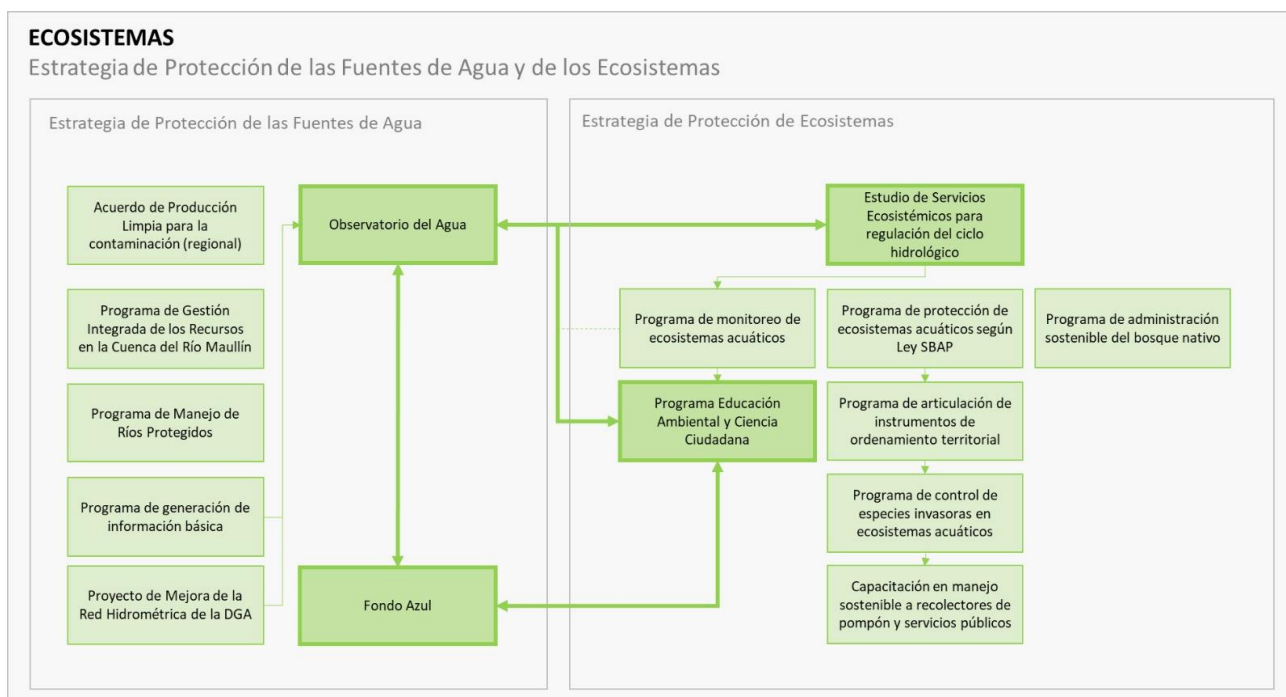 ECOSISTEMAS
Estrategia de Protección de las Fuentes de Agua y de los Ecosistemas
Estrategia de Protección de las Fuentes de Agua
Acuerdo de Producción
Limpia para la
contaminación (regional)
Programa de Gestión
Integrada de los Recursos
en la Cuenca del Río Maullín
Programa de Manejo de
Ríos Protegidos
Programa de generación de
información básica
Proyecto de Mejora de la
Red Hidrométrica de la DGA
Observatorio del Agua
Fondo Azul
Estrategia de Protección de Ecosistemas
Estudio de Servicios
Ecosistémicos para
regulación del ciclo
hidrológico
Programa de monitoreo de
ecosistemas acuáticos
Programa Educación
Ambiental y Ciencia
Ciudadana
Programa de protección de
ecosistemas acuáticos según
Ley SBAP
Programa de articulación de
instrumentos de
ordenamiento territorial
Programa de control de
especies invasoras en
ecosistemas acuáticos
Capacitación en manejo
sostenible a recolectores de
pompón y servicios públicos
Programa de administración
sostenible del bosque nativo